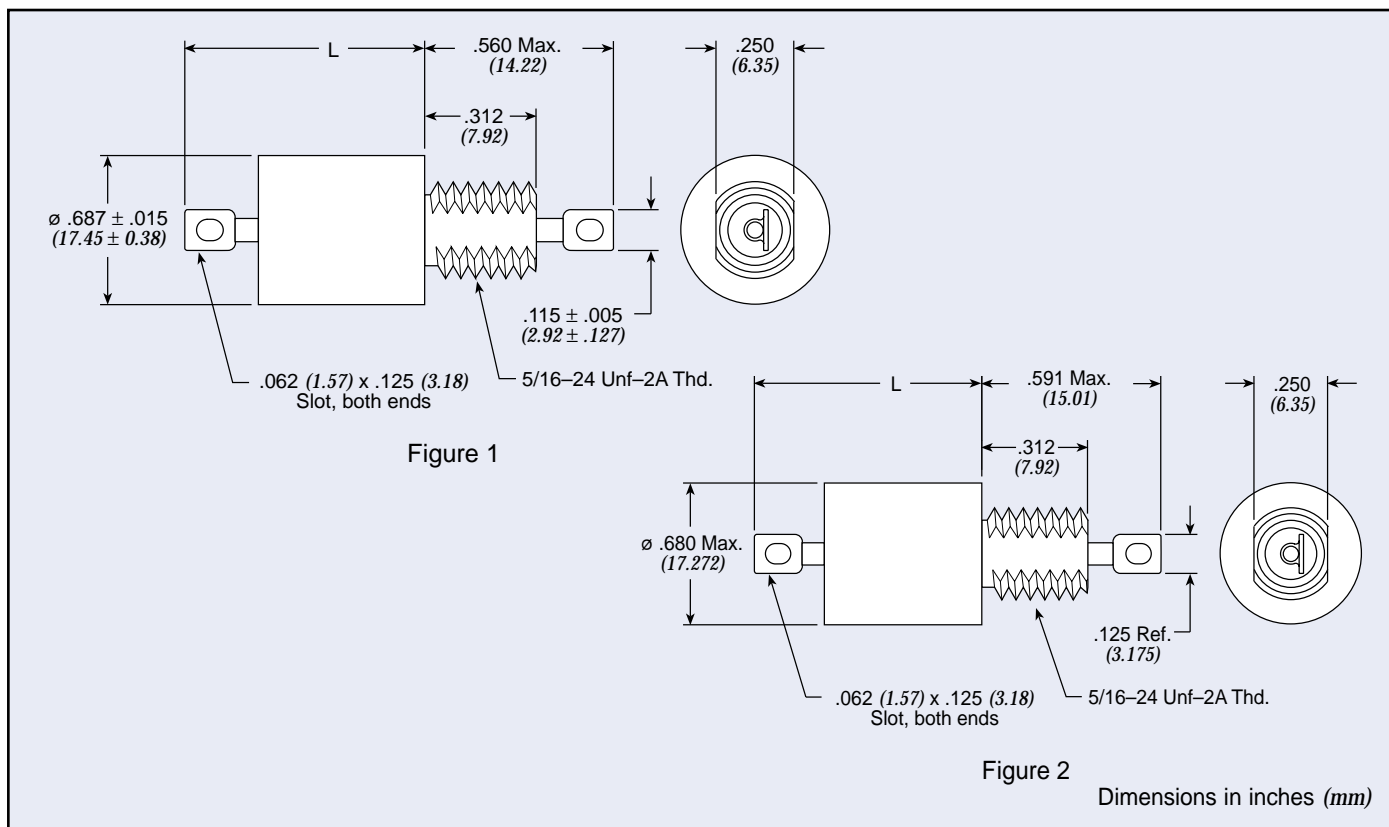 L
.560 Max.
(14.22)
.250
(6.35)
.312
(7.92)
ø .687 ± .015
(17.45 ± 0.38)
.115 ± .005
(2.92 ± .127)
.062 (1.57) x .125 (3.18)
Slot, both ends
5/16–24 Unf–2A Thd.
Figure 1
L
.591 Max.
(15.01)
.250
(6.35)
.312
(7.92)
ø .680 Max.
(17.272)
.125 Ref.
(3.175)
.062 (1.57) x .125 (3.18)
Slot, both ends
5/16–24 Unf–2A Thd.
Figure 2
Dimensions in inches (mm)